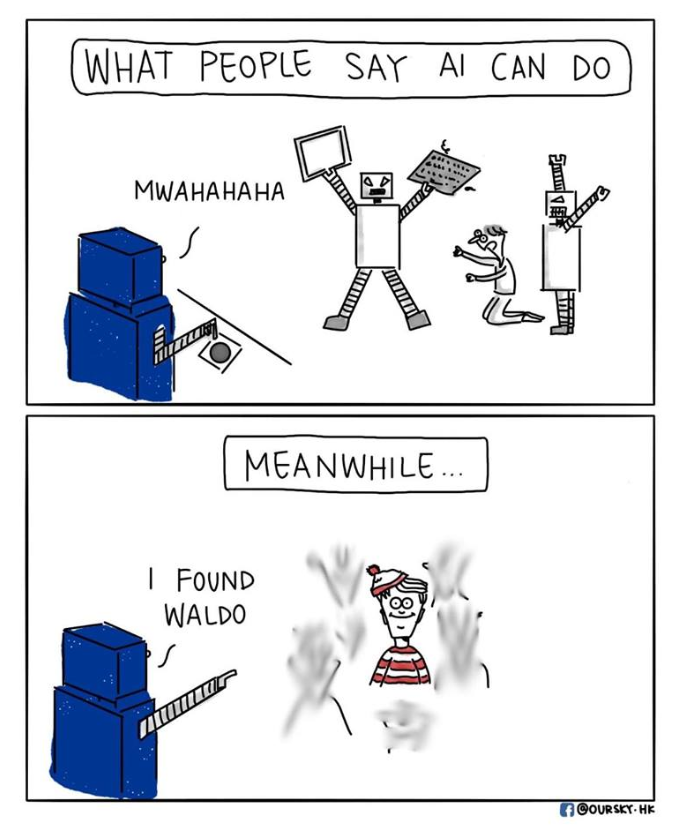 WHAT PEOPLE SAY AI CAN DO
MWAHAHAHA
MEANWHILE...
I FOUND
WALDO
f @OURSKY.HK